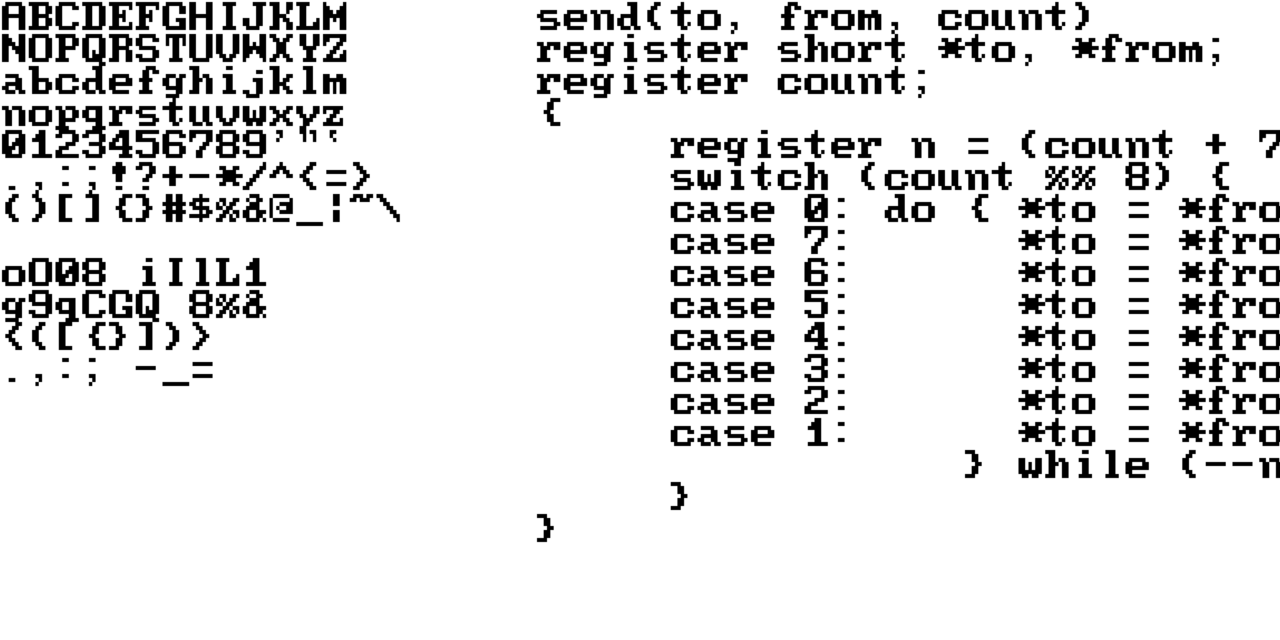 ABCDEFGHIJKLM
NOPQRSTUVWXYZ
abcdefghijklm
nopqrstuvwxyz
0123456789'"`
.,:;!?+-*/^<=>
()[]{}#$%&@_|~\
oO08 iIlL1
g9qCGQ 8%&
<([{}])>
.,:; -_=
send(to, from, count)
register short *to, *from;
register count;
{
register n = (count + 7
switch (count %% 8) {
case 0: do { *to = *fro
case 7: *to = *fro
case 6: *to = *fro
case 5: *to = *fro
case 4: *to = *fro
case 3: *to = *fro
case 2: *to = *fro
case 1: *to = *fro
} while (--n
}
}